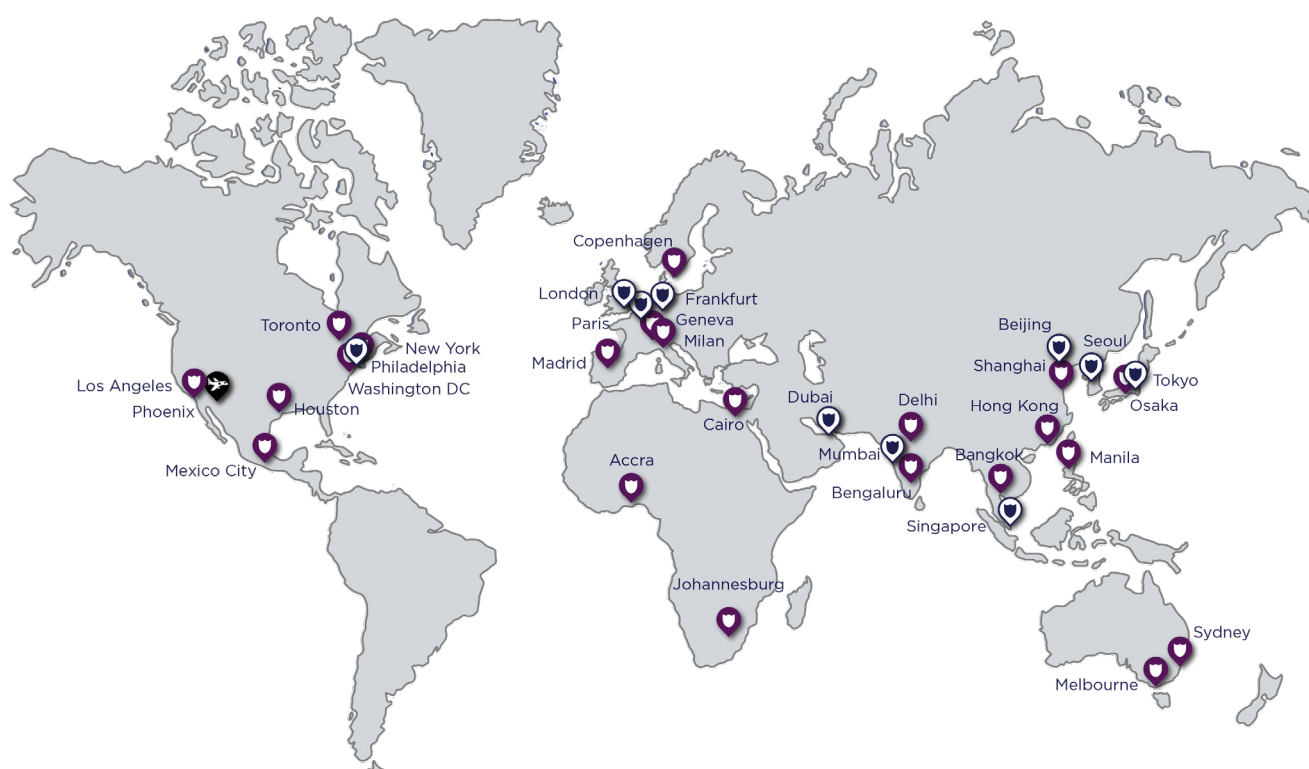 Copenhagen
London
Frankfurt
Paris
Geneva
Milan
Madrid
Toronto
New York
Philadelphia
Washington DC
Los Angeles
Phoenix
Houston
Mexico City
Cairo
Accra
Johannesburg
Dubai
Delhi
Mumbai
Bengaluru
Beijing
Seoul
Shanghai
Tokyo
Osaka
Hong Kong
Bangkok
Manila
Singapore
Sydney
Melbourne